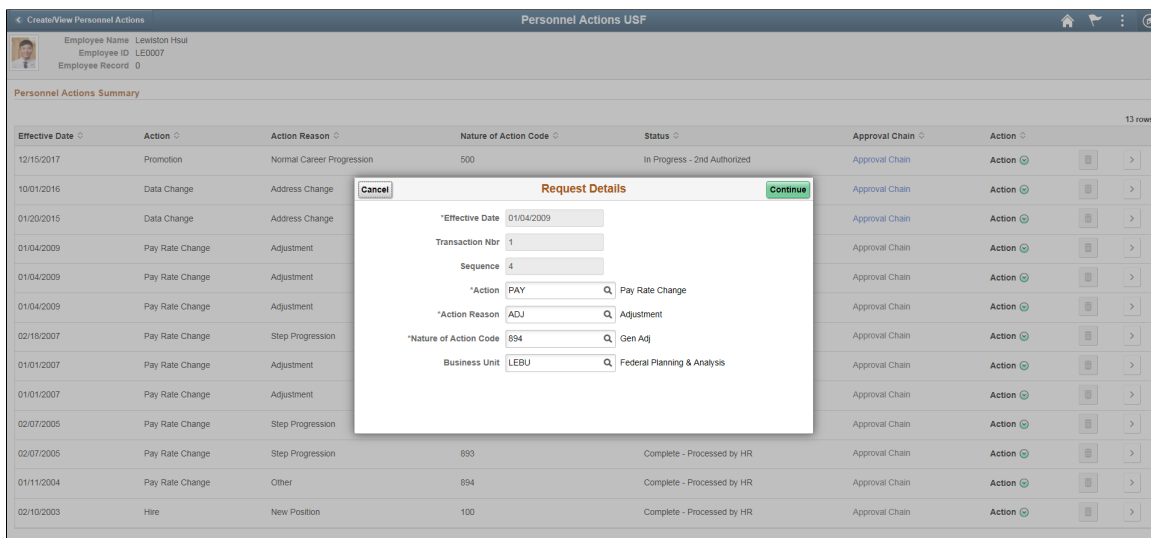 Create/View Personnel Actions
Personnel Actions USF
Employee Name Lewiston Hsui
Employee ID LE0007
Employee Record 0
Personnel Actions Summary
13 rows
Effective Date Action Action Reason Nature of Action Code Status Approval Chain Action
12/15/2017 Promotion Normal Career Progression 500 In Progress - 2nd Authorized Approval Chain Action
10/01/2016 Data Change Address Change Approval Chain Action
01/20/2015 Data Change Address Change Approval Chain Action
01/04/2009 Pay Rate Change Adjustment Approval Chain Action
01/04/2009 Pay Rate Change Adjustment Approval Chain Action
01/04/2009 Pay Rate Change Adjustment Approval Chain Action
02/18/2007 Pay Rate Change Step Progression Approval Chain Action
01/01/2007 Pay Rate Change Adjustment Approval Chain Action
01/01/2007 Pay Rate Change Adjustment Approval Chain Action
02/07/2005 Pay Rate Change Step Progression Approval Chain Action
02/07/2005 Pay Rate Change Step Progression 893 Complete - Processed by HR Approval Chain Action
01/11/2004 Pay Rate Change Other 894 Complete - Processed by HR Approval Chain Action
02/10/2003 Hire New Position 100 Complete - Processed by HR Approval Chain Action
Cancel Request Details Continue
*Effective Date 01/04/2009
Transaction Nbr 1
Sequence 4
*Action PAY Pay Rate Change
*Action Reason ADJ Adjustment
*Nature of Action Code 894 Gen Adj
Business Unit LEBU Federal Planning & Analysis